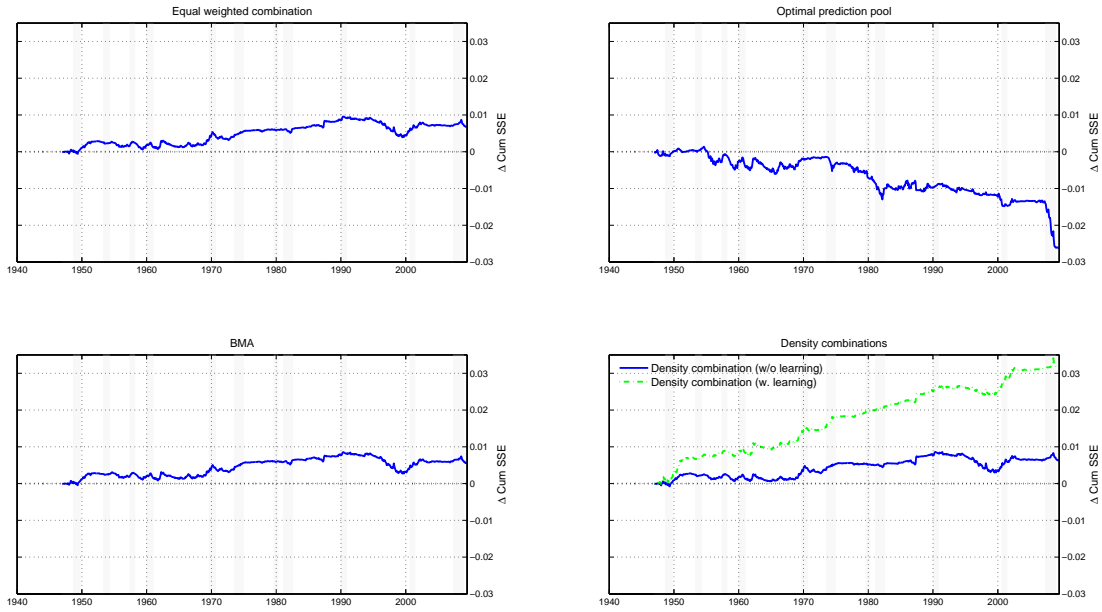 Equal weighted combination
0.03
0.02
0.01
0
−0.01
−0.02
−0.03
Δ Cum SSE
1940 1950 1960 1970 1980 1990 2000
Optimal prediction pool
0.03
0.02
0.01
0
−0.01
−0.02
−0.03
Δ Cum SSE
1940 1950 1960 1970 1980 1990 2000
BMA
0.03
0.02
0.01
0
−0.01
−0.02
−0.03
Δ Cum SSE
1940 1950 1960 1970 1980 1990 2000
Density combinations
Density combination (w/o learning)
Density combination (w. learning)
0.03
0.02
0.01
0
−0.01
−0.02
−0.03
Δ Cum SSE
1940 1950 1960 1970 1980 1990 2000